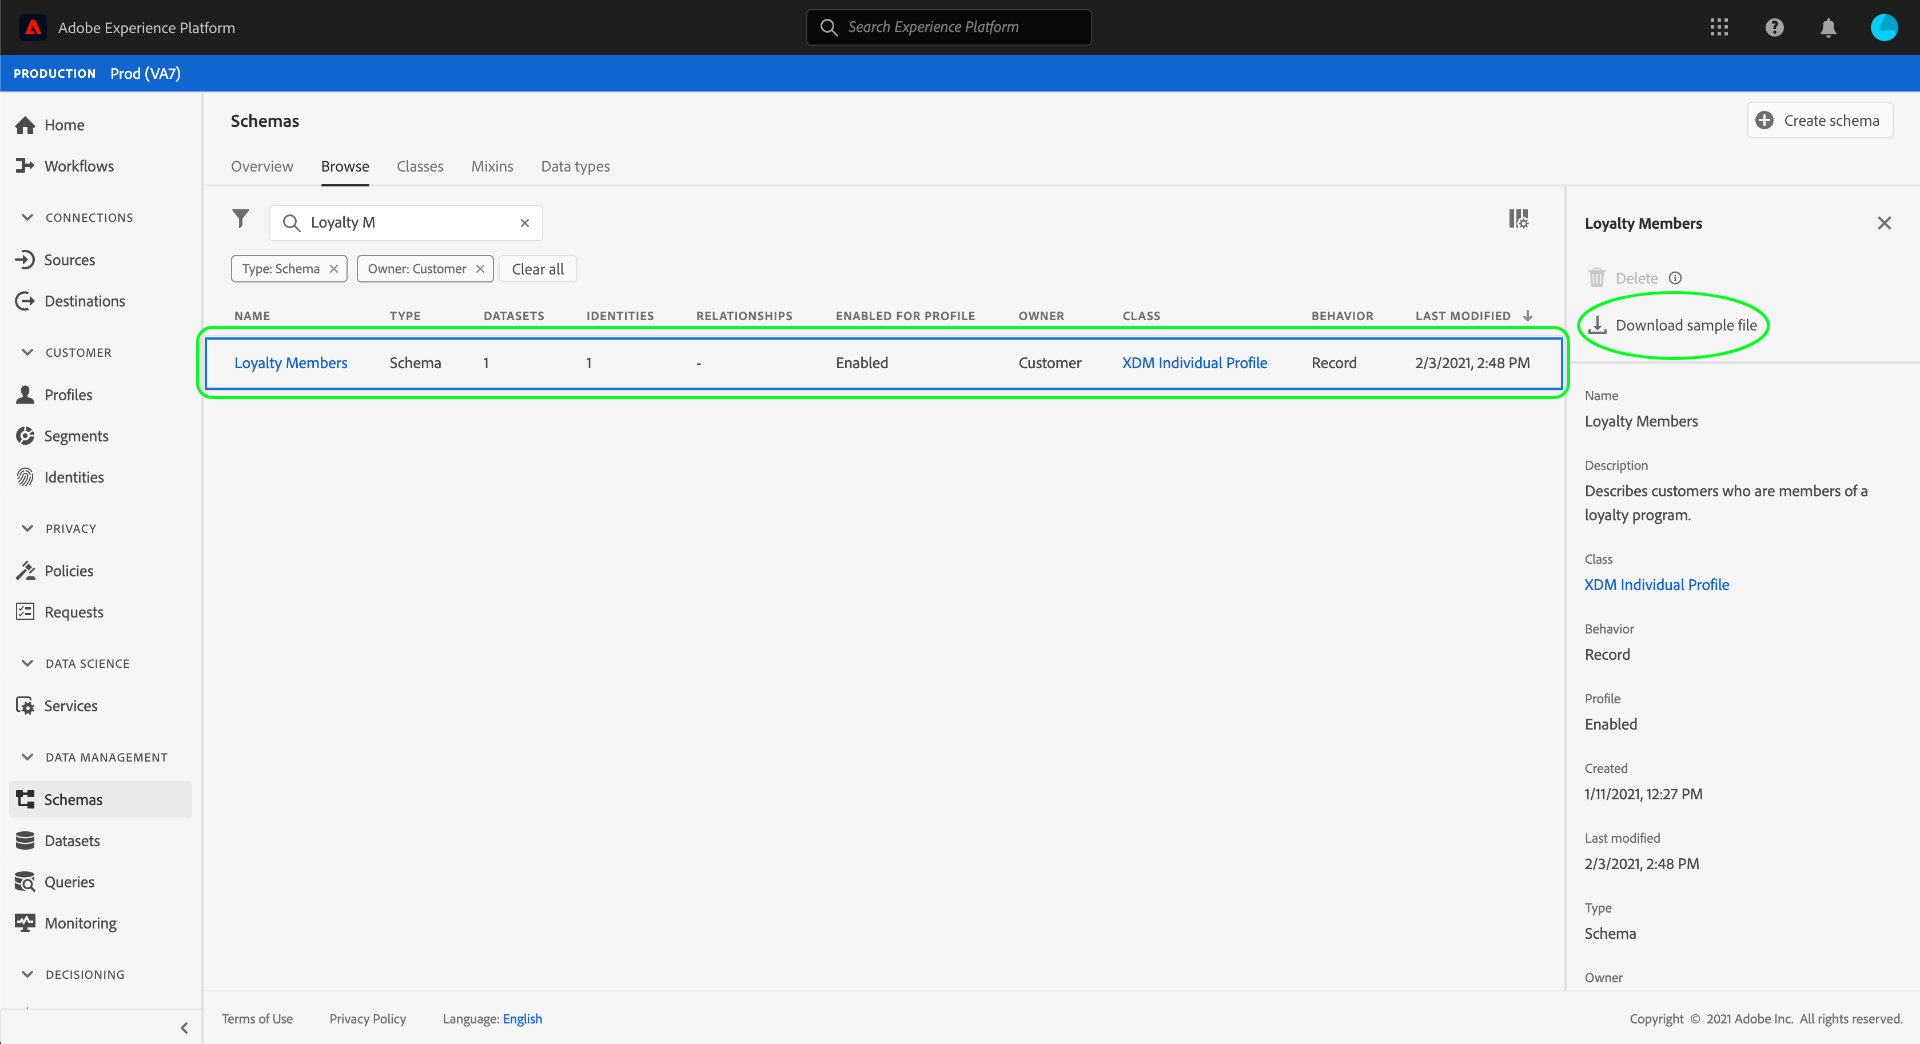 Adobe Experience Platform
Search Experience Platform
PRODUCTION Prod (VA7)
Home
Workflows
CONNECTIONS
Sources
Destinations
CUSTOMER
Profiles
Segments
Identities
PRIVACY
Policies
Requests
DATA SCIENCE
Services
DATA MANAGEMENT
Schemas
Datasets
Queries
Monitoring
DECISIONING
Schemas
Create schema
Overview Browse Classes Mixins Data types
Loyalty M
Type: Schema Owner: Customer Clear all
NAME TYPE DATASETS IDENTITIES RELATIONSHIPS ENABLED FOR PROFILE OWNER CLASS BEHAVIOR LAST MODIFIED
Loyalty Members Schema 1 1 - Enabled Customer XDM Individual Profile Record 2/3/2021, 2:48 PM
Loyalty Members
Delete
Download sample file
Name
Loyalty Members
Description
Describes customers who are members of a
loyalty program.
Class
XDM Individual Profile
Behavior
Record
Profile
Enabled
Created
1/11/2021, 12:27 PM
Last modified
2/3/2021, 2:48 PM
Type
Schema
Owner
Terms of Use Privacy Policy Language: English
Copyright © 2021 Adobe Inc. All rights reserved.